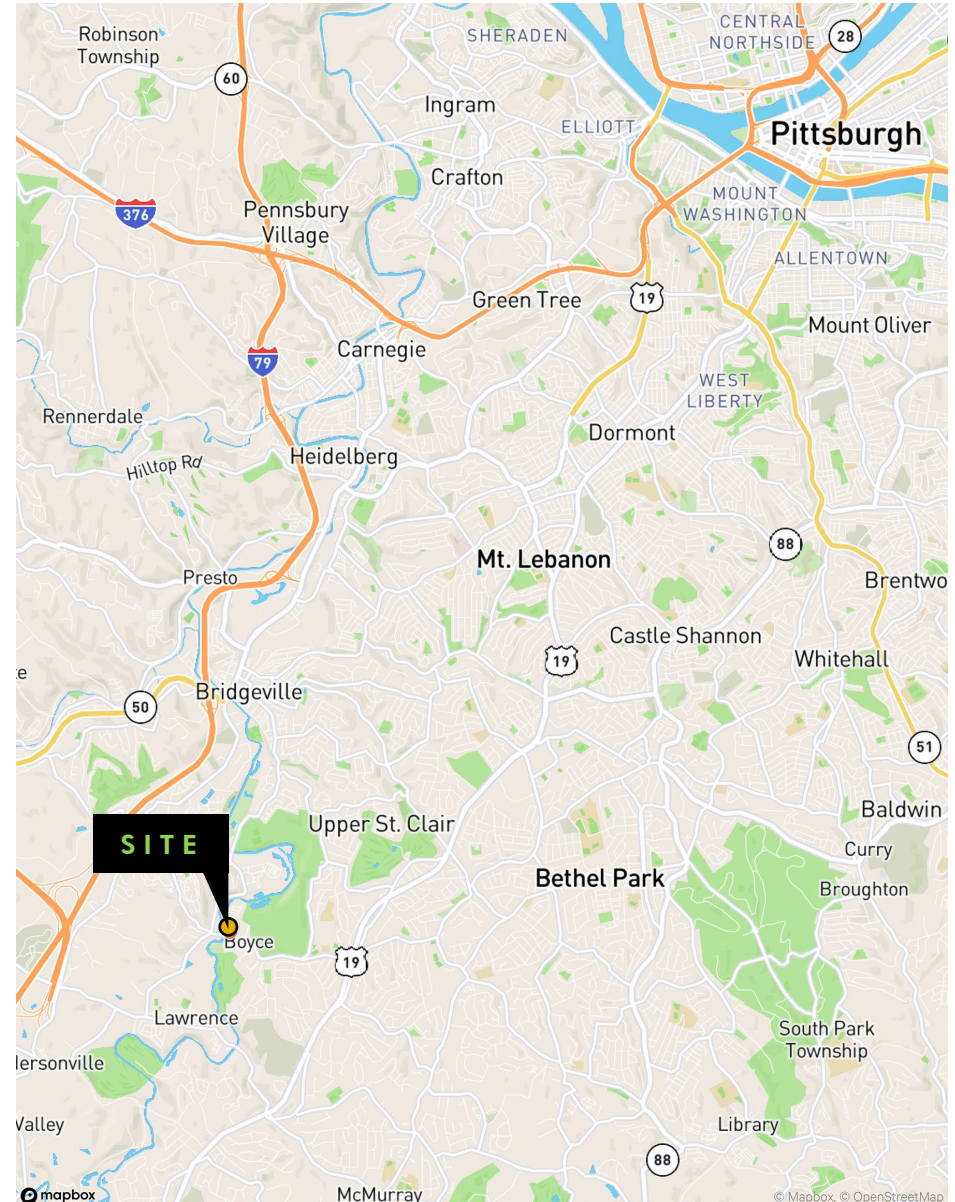 Robinson
Township
SHERADEN
CENTRAL
NORTHSIDE
28
60
Ingram
ELLIOTT
Pittsburgh
Crafton
376
Pennsbury
Village
MOUNT
WASHINGTON
ALLENTOWN
Green Tree
19
Mount Oliver
Carnegie
79
WEST
LIBERTY
Rennerdale
Dormont
Heidelberg
Hilltop Rd
88
Mt. Lebanon
Presto
Brentwo
Castle Shannon
19
Whitehall
te
Bridgeville
50
51
Baldwin
SITE
Upper St. Clair
Curry
Bethel Park
Broughton
Boyce
19
Lawrence
South Park
Township
dersonville
Valley
Library
88
McMurray
mapbox
© Mapbox, © OpenStreetMap